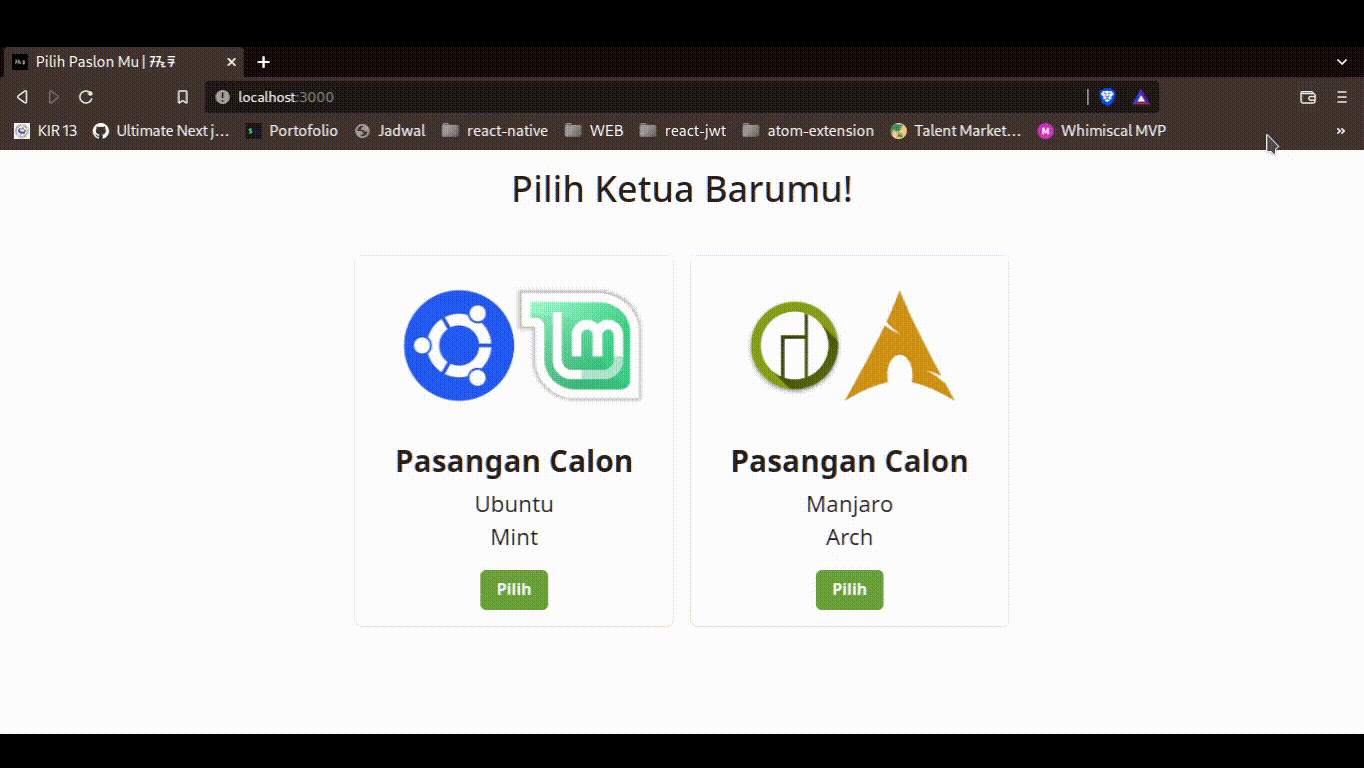 Pilih Paslon Mu |
localhost:3000
KIR 13
Ultimate Next j...
Portofolio
Jadwal
react-native
WEB
react-jwt
atom-extension
Talent Market...
M
Whimiscal MVP
Pilih Ketua Barumu!
Pasangan Calon
Ubuntu
Mint
Pilih
Pasangan Calon
Manjaro
Arch
Pilih